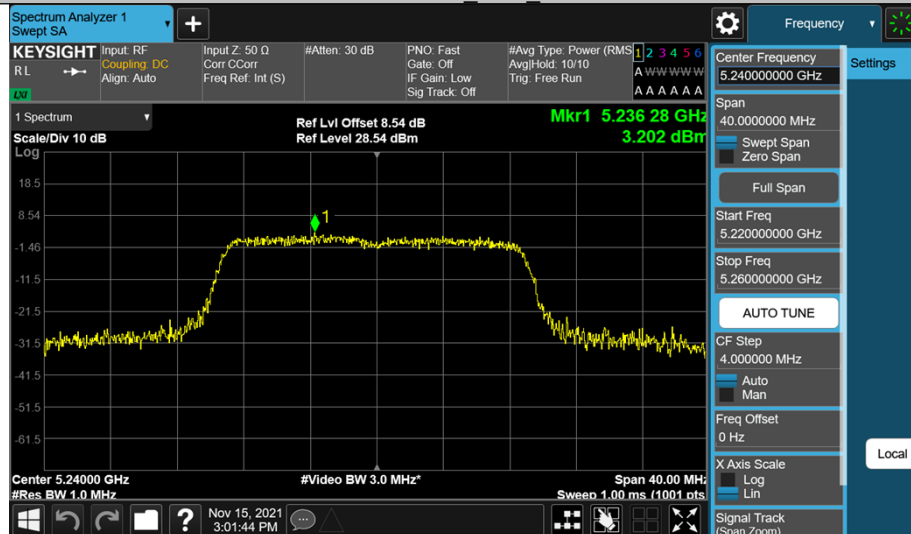 Spectrum Analyzer 1
Swept SA
Frequency
KEYSIGHT
R L
LXI
Input: RF
Coupling: DC
Align: Auto
Input Z: 50 Ω
Corr CCorr
Freq Ref: Int (S)
#Atten: 30 dB
PNO: Fast
Gate: Off
IF Gain: Low
Sig Track: Off
#Avg Type: Power (RMS
Avg|Hold: 10/10
Trig: Free Run
1 2 3 4 5 6
A W W W W W
A A A A A A
1 Spectrum
Scale/Div 10 dB
Log
Ref Lvl Offset 8.54 dB
Ref Level 28.54 dBm
Mkr1 5.236 28 GHz
3.202 dBm
1
18.5
8.54
-1.46
-11.5
-21.5
-31.5
-41.5
-51.5
-61.5
Center 5.24000 GHz
#Res BW 1.0 MHz
#Video BW 3.0 MHz*
Span 40.00 MHz
Sweep 1.00 ms (1001 pts
Nov 15, 2021
3:01:44 PM
?
Center Frequency
5.240000000 GHz
Span
40.0000000 MHz
Swept Span
Zero Span
Full Span
Start Freq
5.220000000 GHz
Stop Freq
5.260000000 GHz
AUTO TUNE
CF Step
4.000000 MHz
Auto
Man
Freq Offset
0 Hz
X Axis Scale
Log
Lin
Signal Track
(Span Zoom)
Settings
Local